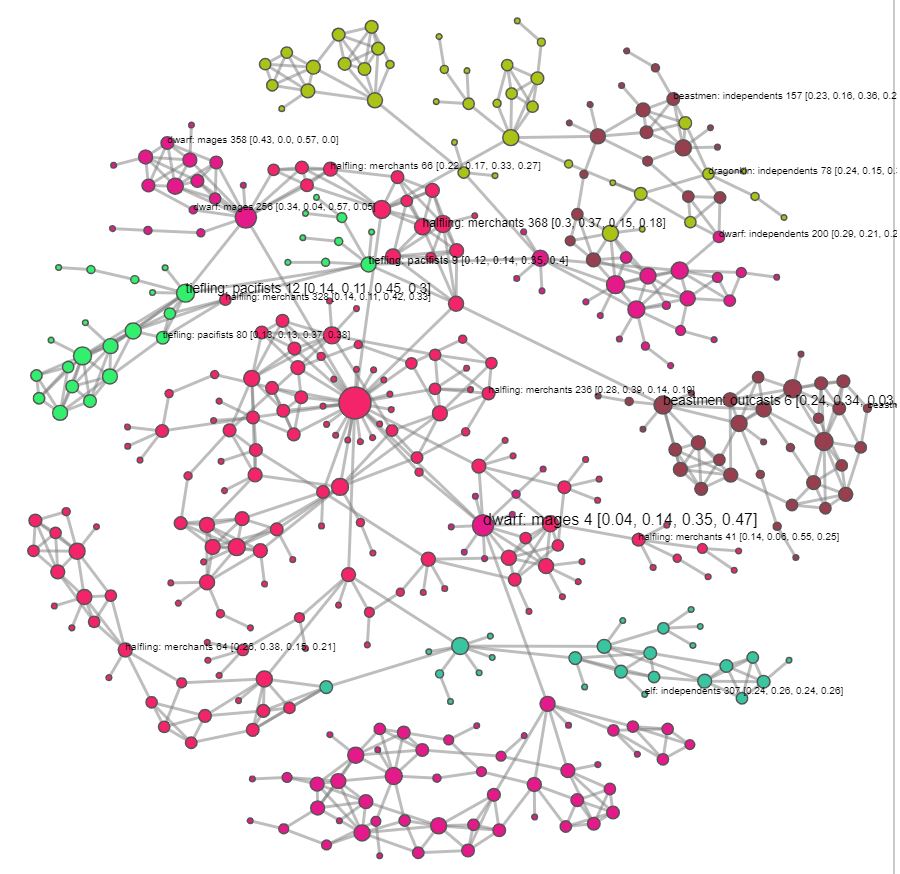 beastmen: independents 157 [0.23, 0.16, 0.36, 0.2
dwarf: mages 358 [0.43, 0.0, 0.57, 0.0]
halfling: merchants 66 [0.22, 0.17, 0.33, 0.27]
dragonkin: independents 78 [0.24, 0.15, 0.
dwarf: mages 256 [0.34, 0.04, 0.57, 0.05]
halfling: merchants 368 [0.3, 0.37, 0.15, 0.18]
dwarf: independents 200 [0.29, 0.21, 0.2
tiefling: pacifists 9 [0.12, 0.14, 0.35, 0.4]
tiefling: pacifists 12 [0.14, 0.11, 0.45, 0.3]
halfling: merchants 328 [0.14, 0.11, 0.42, 0.33]
tiefling: pacifists 80 [0.13, 0.13, 0.37, 0.38]
halfling: merchants 236 [0.28, 0.39, 0.14, 0.19]
beastmen: outcasts 6 [0.24, 0.34, 0.03,
dwarf: mages 4 [0.04, 0.14, 0.35, 0.47]
halfling: merchants 41 [0.14, 0.06, 0.55, 0.25]
halfling: merchants 64 [0.26, 0.38, 0.15, 0.21]
elf: independents 307 [0.24, 0.26, 0.24, 0.26]